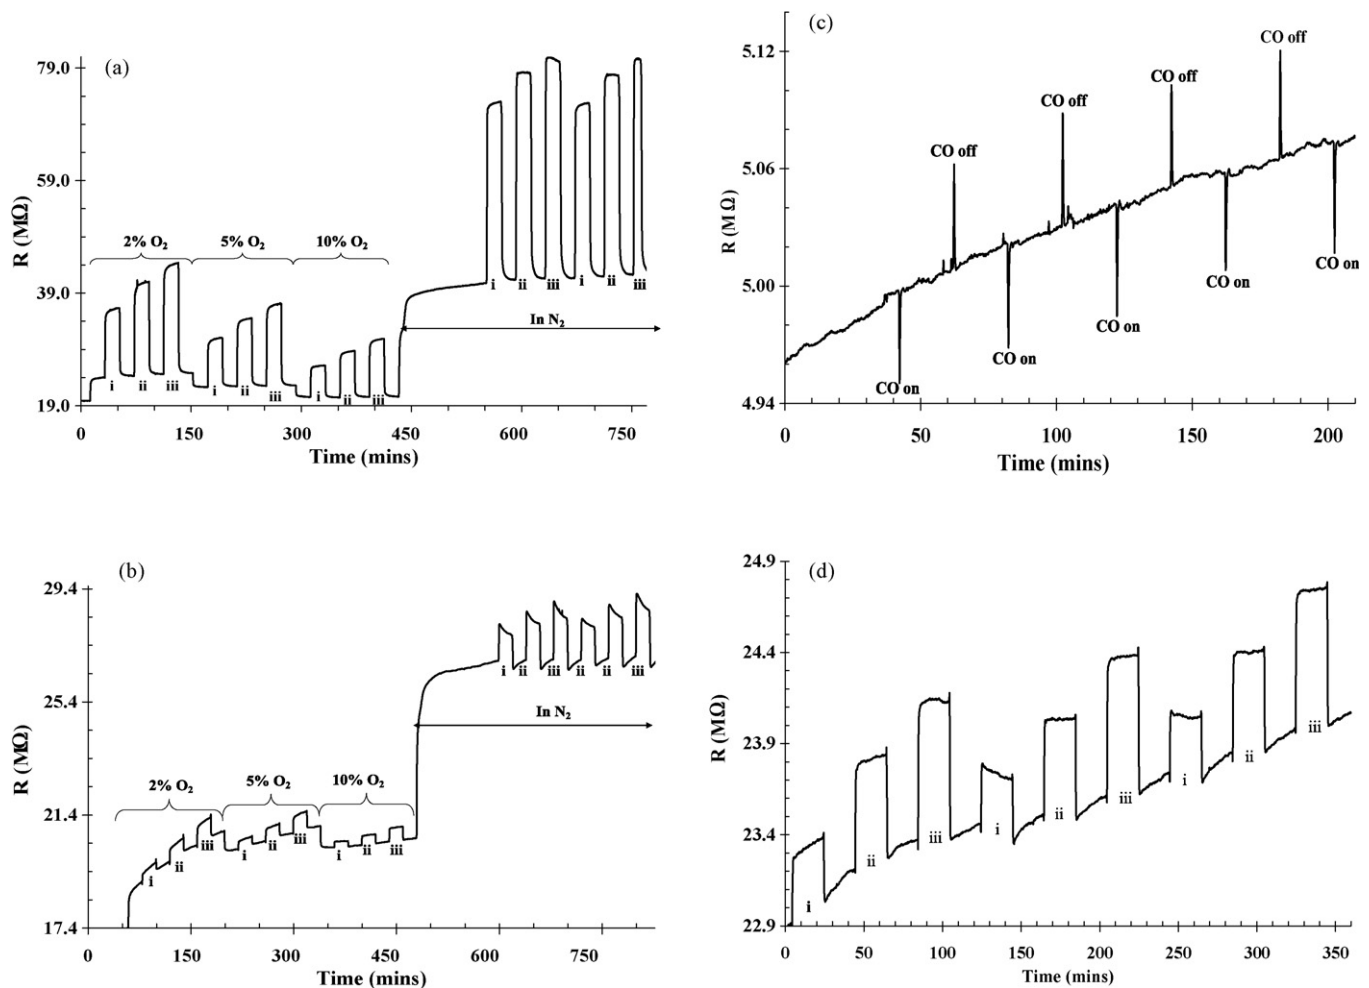 (a)
79.0
59.0
39.0
19.0
R (MΩ)
2% O₂
5% O₂
10% O₂
i ii iii i ii iii i ii iii
i ii iii i ii iii
In N₂
0 150 300 450 600 750
Time (mins)
(c)
5.12
5.06
5.00
4.94
R (MΩ)
CO off
CO off
CO off
CO off
CO on
CO on
CO on
CO on
CO on
0 50 100 150 200
Time (mins)
(b)
29.4
25.4
21.4
17.4
R (MΩ)
2% O₂
5% O₂
10% O₂
i ii iii i ii iii i ii iii
i ii iii i ii iii
In N₂
0 150 300 450 600 750
Time (mins)
(d)
24.9
24.4
23.9
23.4
22.9
R (MΩ)
i ii iii i ii iii i ii iii
0 50 100 150 200 250 300 350
Time (mins)